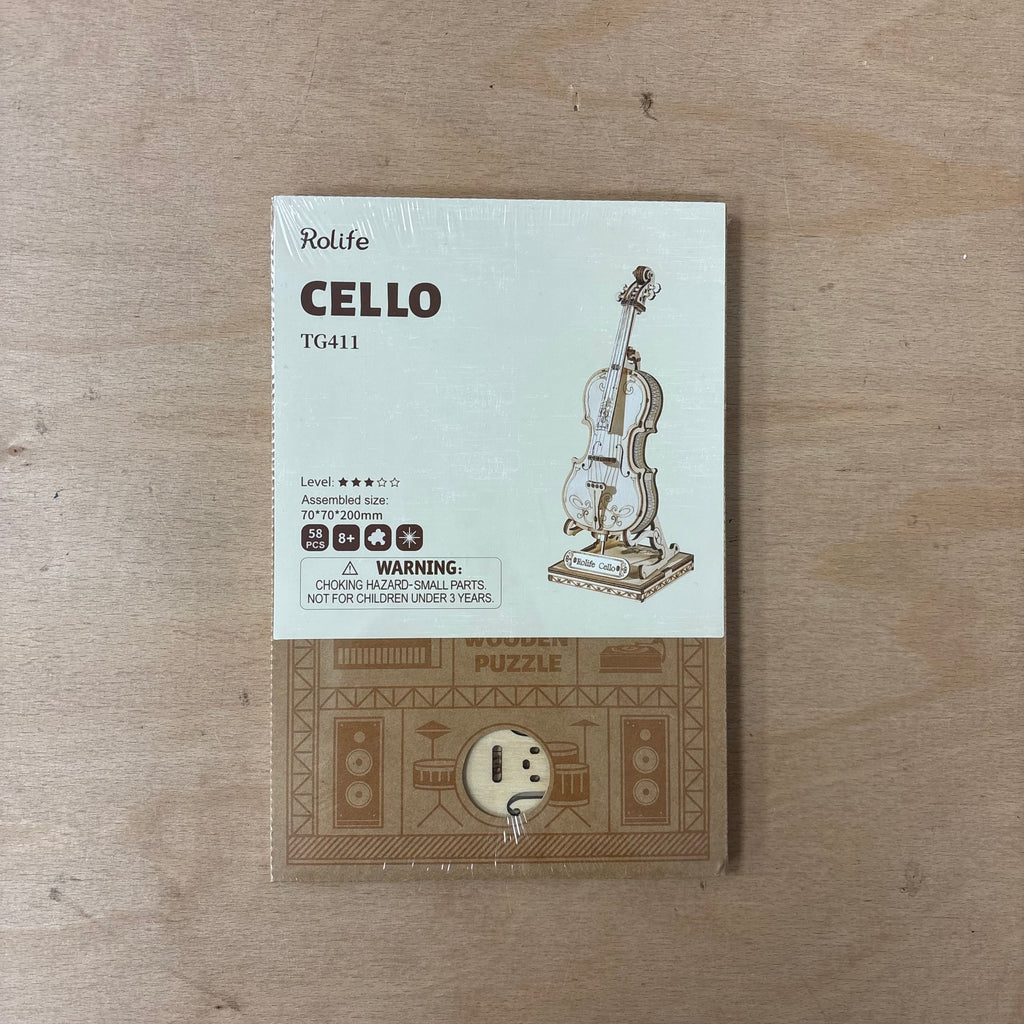 Rolife
CELLO
TG411
Level:
Assembled size:
70*70*200mm
58
PCS
8+
WARNING:
CHOKING HAZARD-SMALL PARTS.
NOT FOR CHILDREN UNDER 3 YEARS.
Rolife Cello
WOODEN
PUZZLE